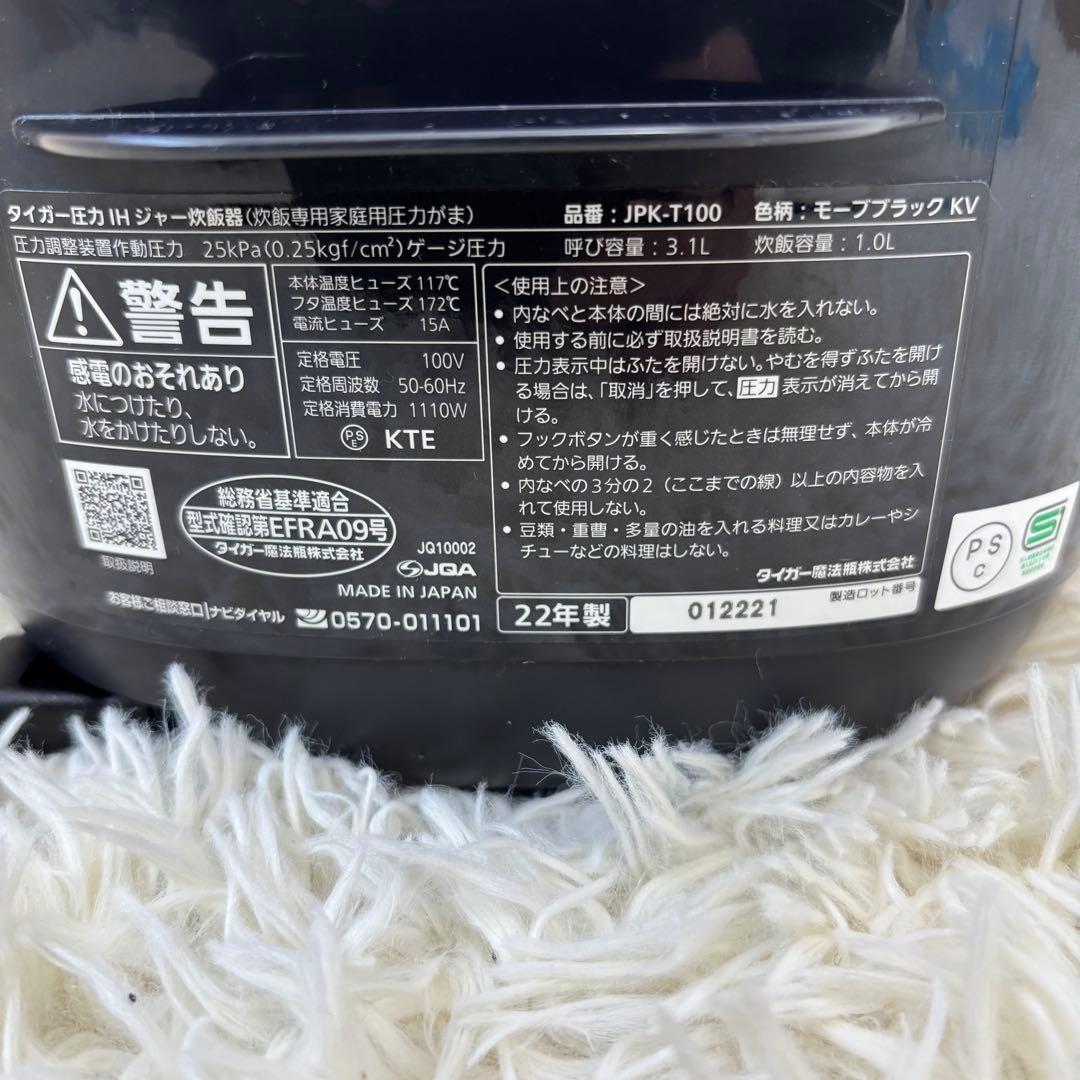 タイガー圧力IHジャー炊飯器(炊飯専用家庭用圧力がま) 品番：JPK-T100 色柄：モーブブラック KV
圧力調整装置作動圧力 25kPa(0.25kgf/cm²)ゲージ圧力 呼び容量：3.1L 炊飯容量：1.0L
警告
感電のおそれあり
水につけたり、
水をかけたりしない。
本体温度ヒューズ 117℃
フタ温度ヒューズ 172℃
電流ヒューズ 15A
定格電圧 100V
定格周波数 50-60Hz
定格消費電力 1110W
PSE KTE
＜使用上の注意＞
• 内なべと本体の間には絶対に水を入れない。
• 使用する前に必ず取扱説明書を読む。
• 圧力表示中はふたを開けない。やむを得ずふたを開け
る場合は、「取消」を押して、圧力 表示が消えてから開
ける。
• フックボタンが重く感じたときは無理せず、本体が冷
めてから開ける。
• 内なべの3分の2（ここまでの線）以上の内容物を入
れて使用しない。
• 豆類・重曹・多量の油を入れる料理又はカレーやシ
チューなどの料理はしない。
タイガー魔法瓶株式会社
取扱説明
総務省基準適合
型式確認第EFRA09号
タイガー魔法瓶株式会社
JQ10002
JQA
MADE IN JAPAN
お客様ご相談窓口 | ナビダイヤル 0570-011101
22年製
012221
製造ロット番号
PS
C